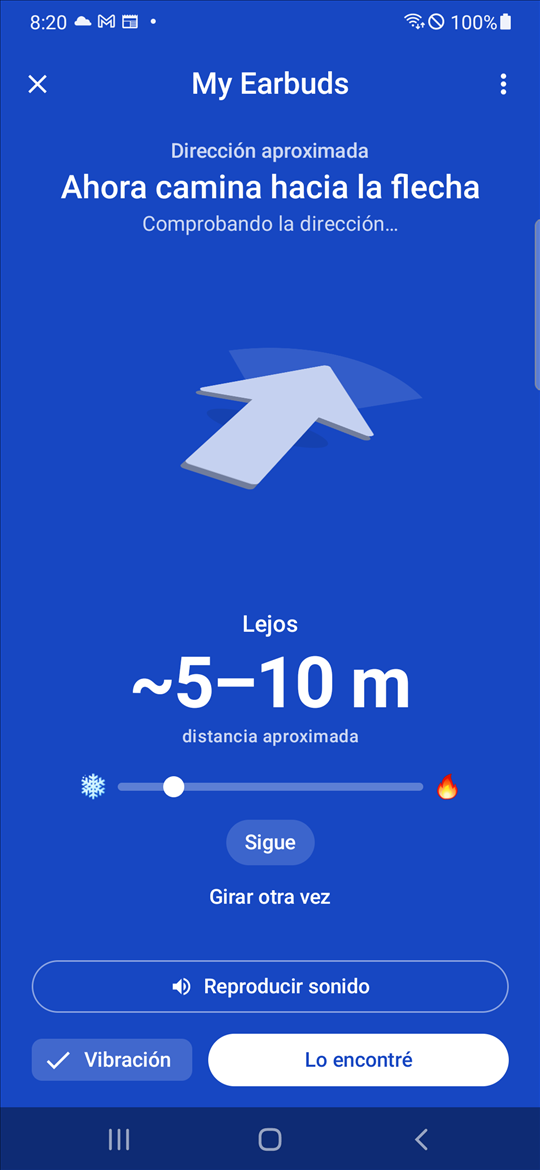 8:20
100%
My Earbuds
Dirección aproximada
Ahora camina hacia la flecha
Comprobando la dirección…
Lejos
~5–10 m
distancia aproximada
Sigue
Girar otra vez
Reproducir sonido
Vibración
Lo encontré